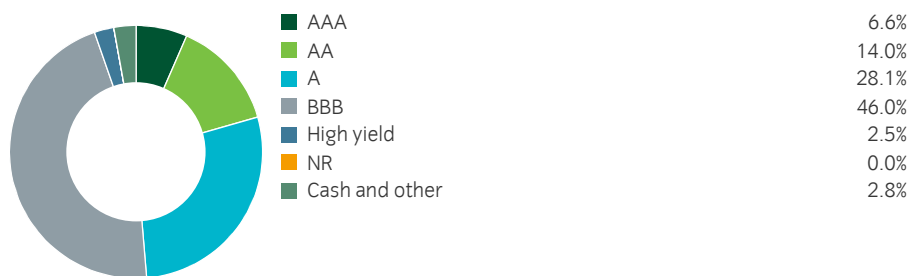 AAA 6.6%
AA 14.0%
A 28.1%
BBB 46.0%
High yield 2.5%
NR 0.0%
Cash and other 2.8%